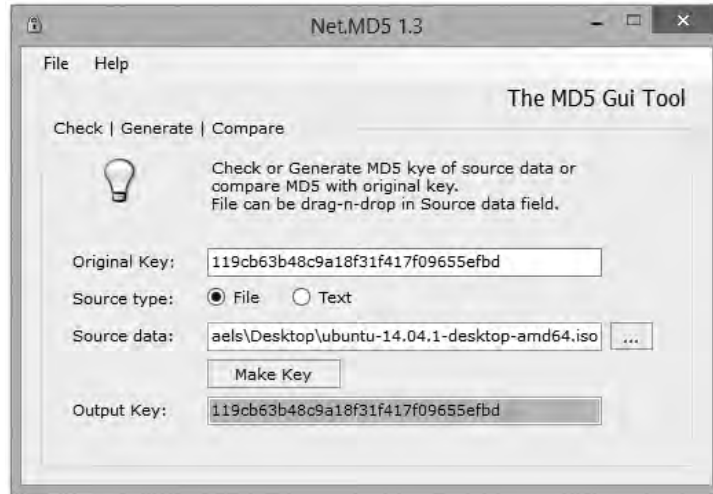 Net.MD5 1.3
File Help
The MD5 Gui Tool
Check | Generate | Compare
Check or Generate MD5 kye of source data or
compare MD5 with original key.
File can be drag-n-drop in Source data field.
Original Key: 119cb63b48c9a18f31f417f09655efbd
Source type: File Text
Source data: aels\Desktop\ubuntu-14.04.1-desktop-amd64.iso ...
Make Key
Output Key: 119cb63b48c9a18f31f417f09655efbd